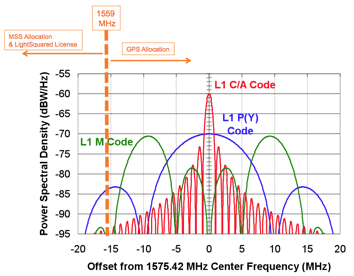 1559
MHz
MSS Allocation
& LightSquared License
GPS Allocation
-55
-60
-65
-70
-75
-80
-85
-90
-95
Power Spectral Density (dBW/Hz)
L1 C/A Code
L1 P(Y)
Code
L1 M Code
-20 -15 -10 -5 0 5 10 15 20
Offset from 1575.42 MHz Center Frequency (MHz)